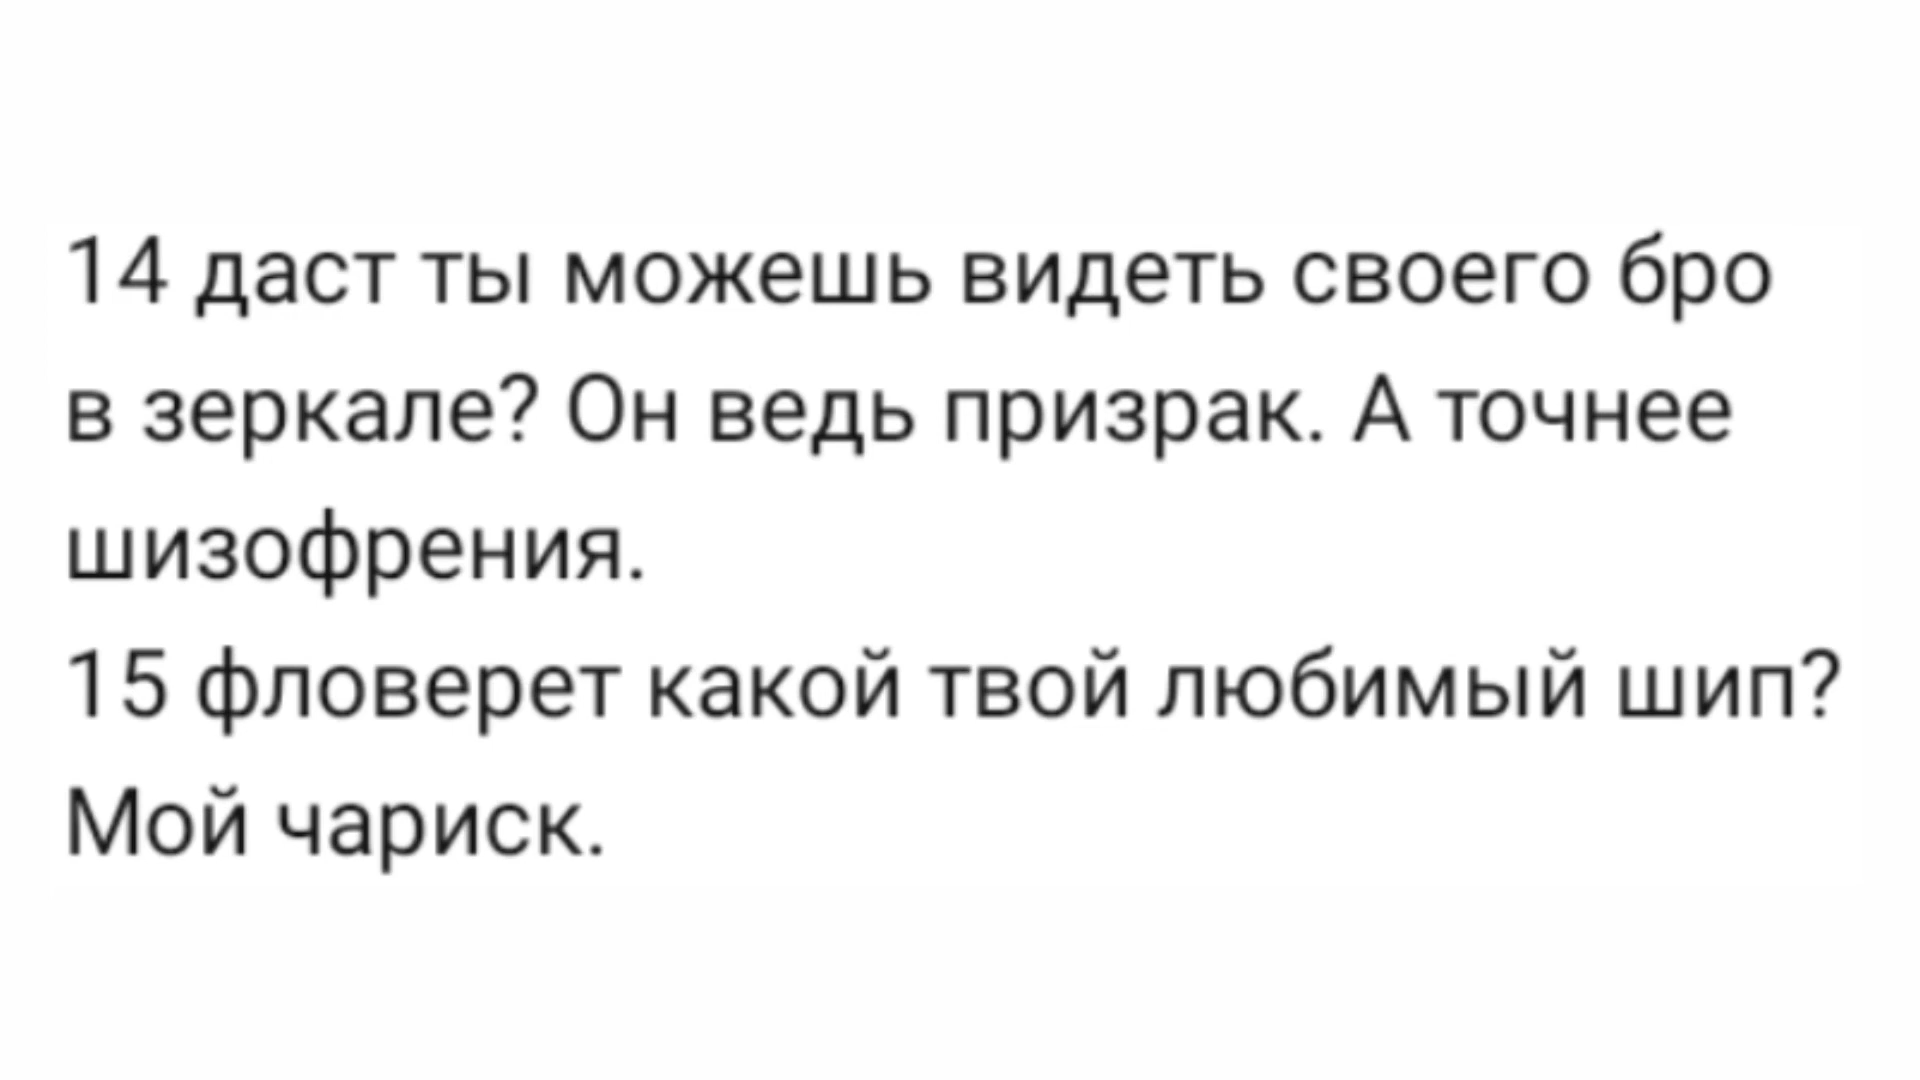 14 даст ты можешь видеть своего бро
в зеркале? Он ведь призрак. А точнее
шизофрения.
15 фловерет какой твой любимый шип?
Мой чариск.